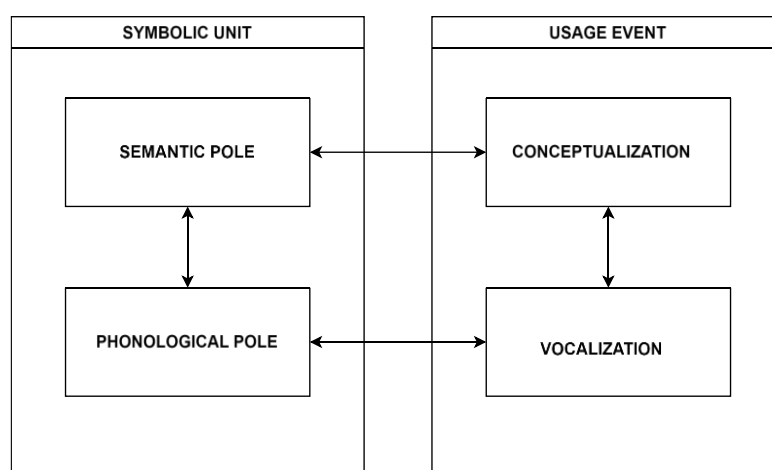 SYMBOLIC UNIT
USAGE EVENT
SEMANTIC POLE
CONCEPTUALIZATION
PHONOLOGICAL POLE
VOCALIZATION